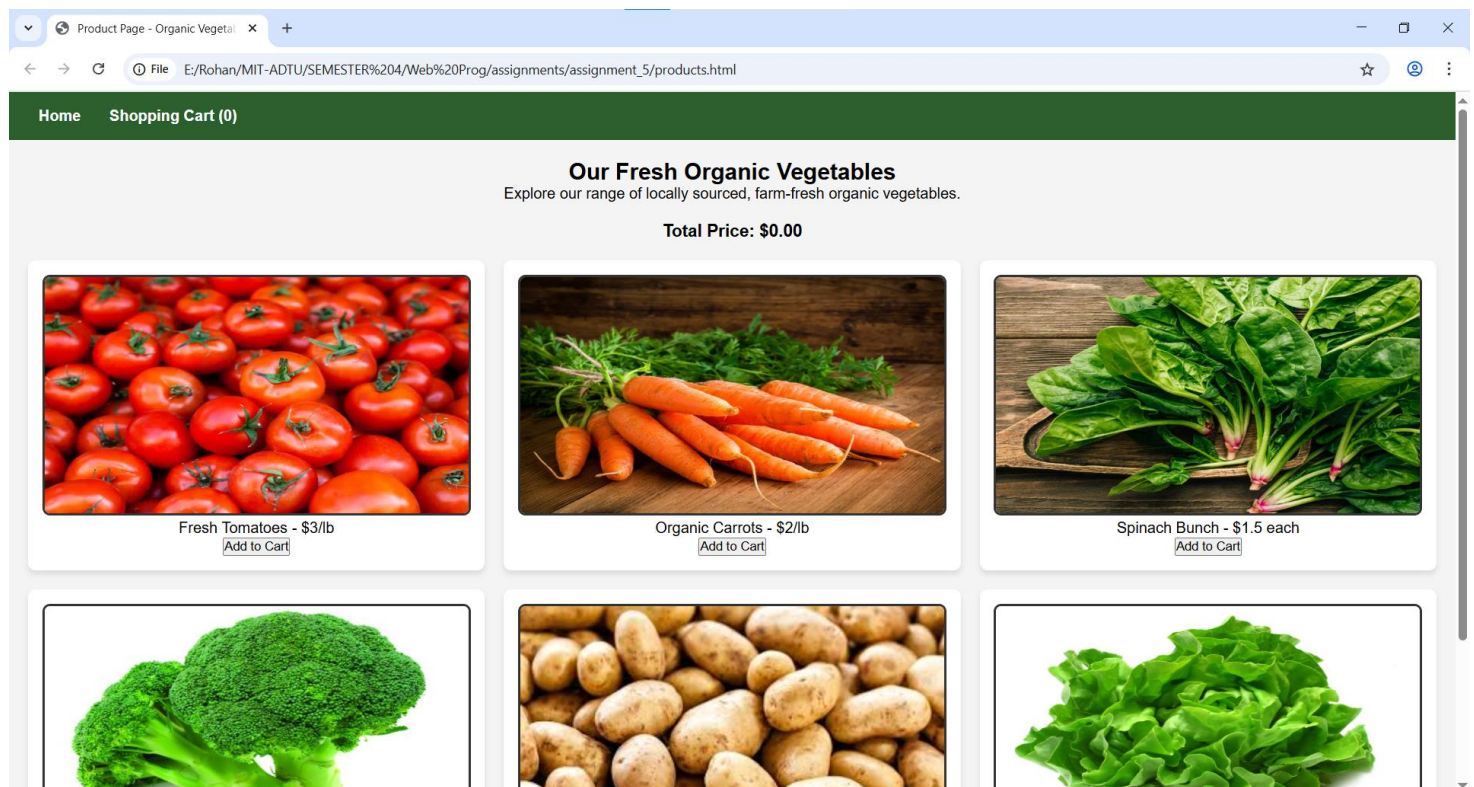 Product Page - Organic Vegetal
File E:/Rohan/MIT-ADTU/SEMESTER%204/Web%20Prog/assignments/assignment_5/products.html
Home Shopping Cart (0)
Our Fresh Organic Vegetables
Explore our range of locally sourced, farm-fresh organic vegetables.
Total Price: $0.00
Fresh Tomatoes - $3/lb
Add to Cart
Organic Carrots - $2/lb
Add to Cart
Spinach Bunch - $1.5 each
Add to Cart